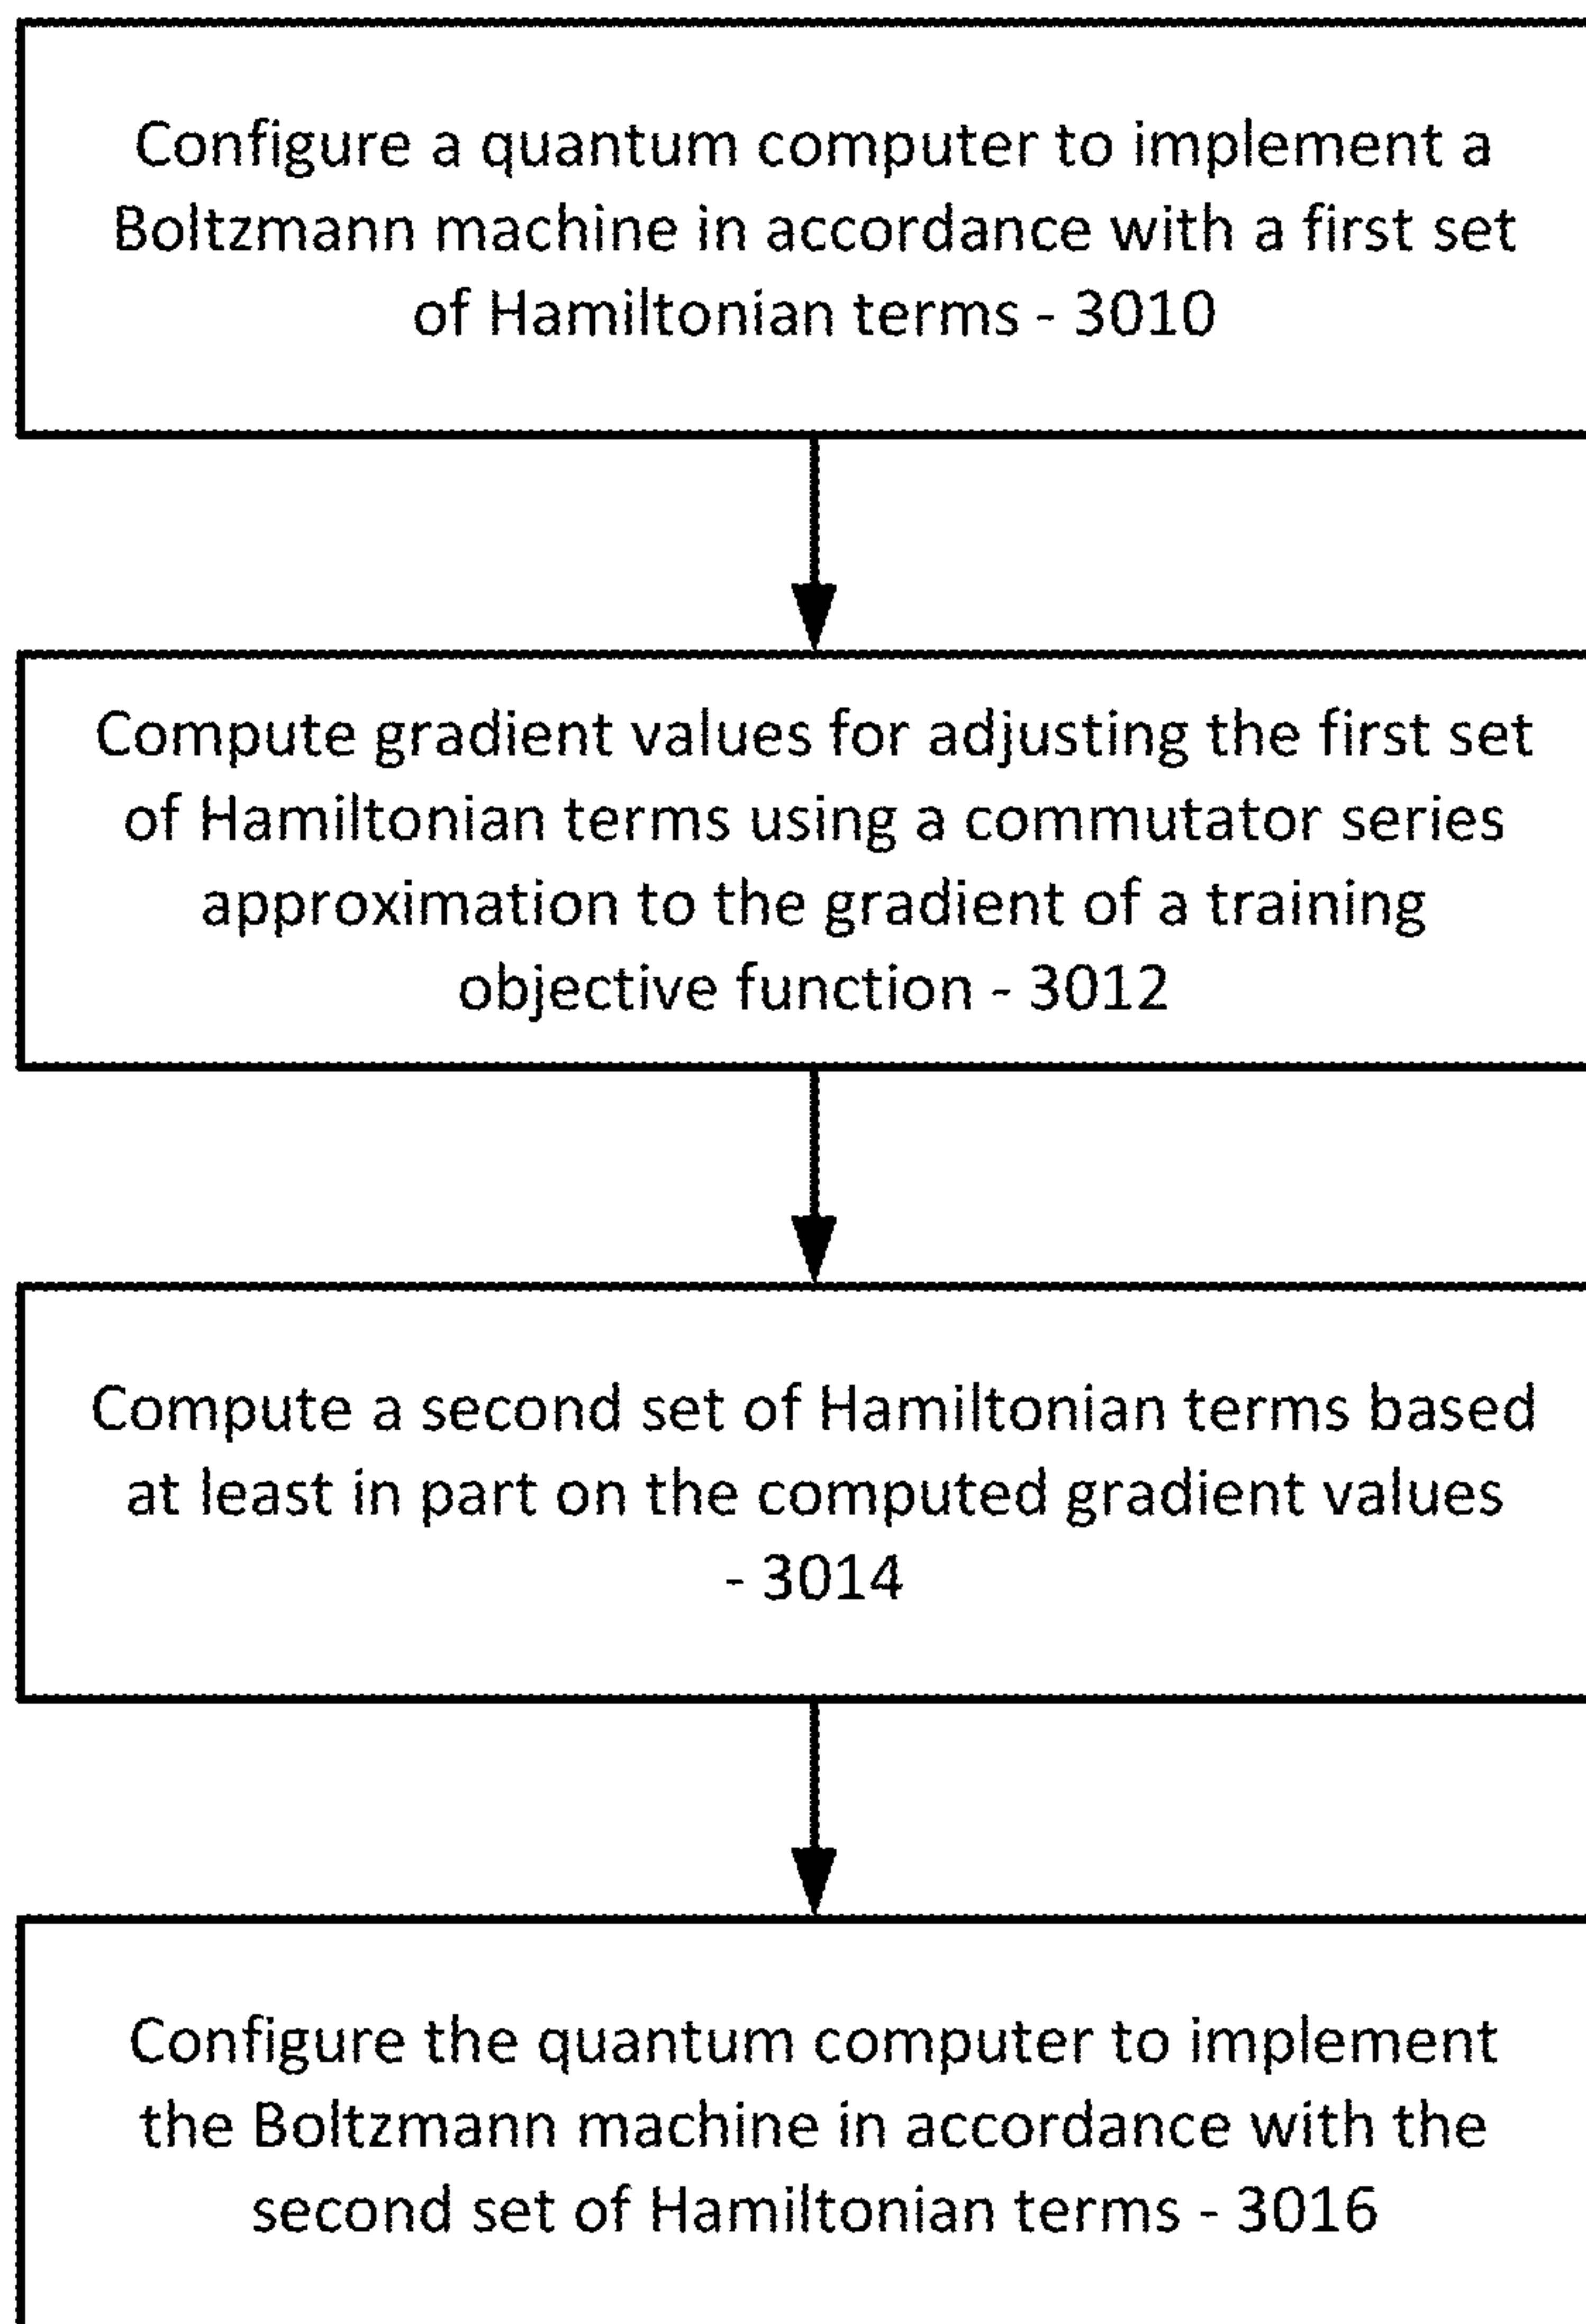 Configure a quantum computer to implement a
Boltzmann machine in accordance with a first set
of Hamiltonian terms - 3010
Compute gradient values for adjusting the first set
of Hamiltonian terms using a commutator series
approximation to the gradient of a training
objective function - 3012
Compute a second set of Hamiltonian terms based
at least in part on the computed gradient values
- 3014
Configure the quantum computer to implement
the Boltzmann machine in accordance with the
second set of Hamiltonian terms - 3016